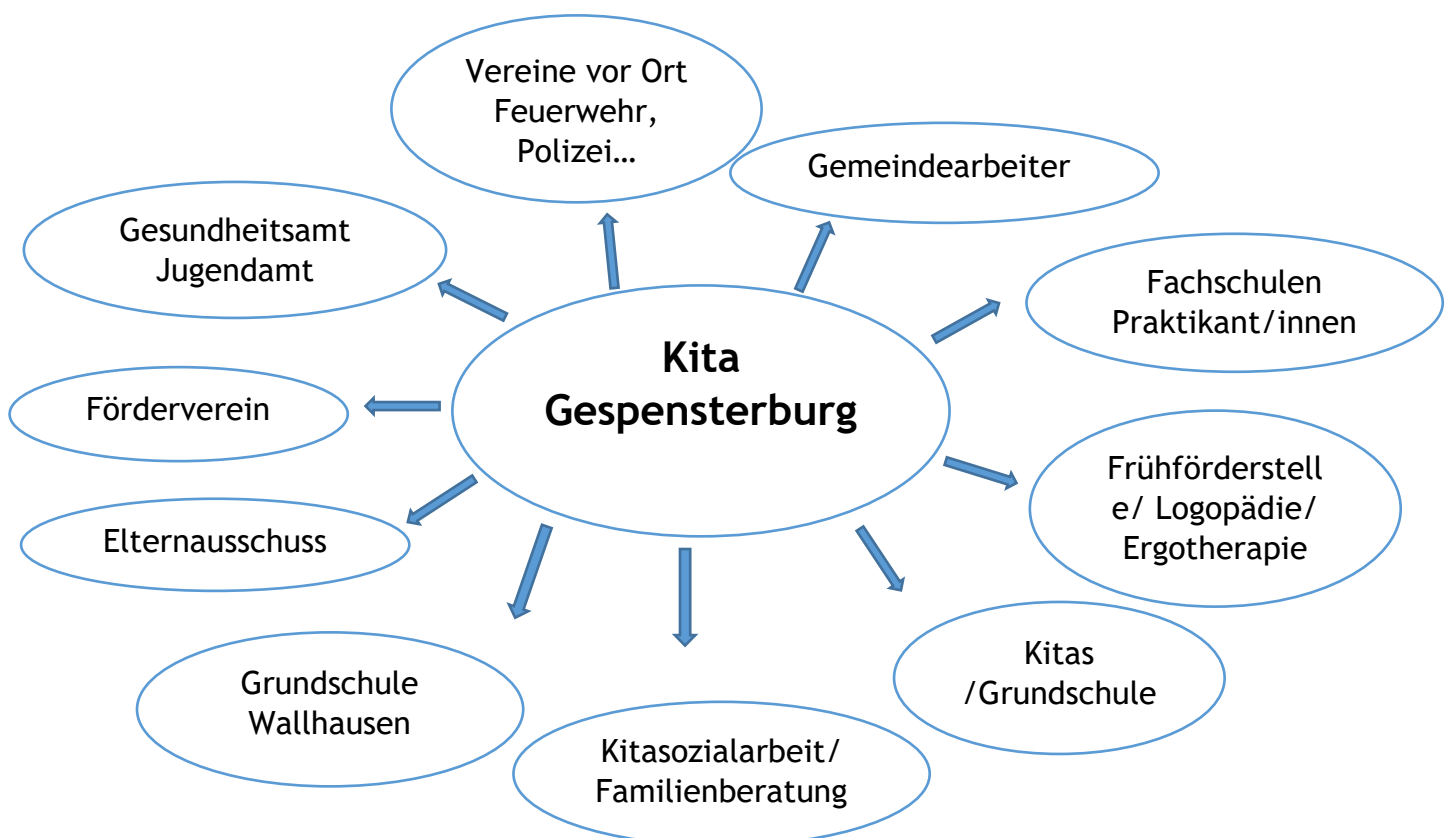 Vereine vor Ort
Feuerwehr,
Polizei…
Gemeindearbeiter
Gesundheitsamt
Jugendamt
Fachschulen
Praktikant/innen
Kita
Gespensterburg
Förderverein
Frühförderstell
e/ Logopädie/
Ergotherapie
Elternausschuss
Kitas
/Grundschule
Grundschule
Wallhausen
Kitasozialarbeit/
Familienberatung